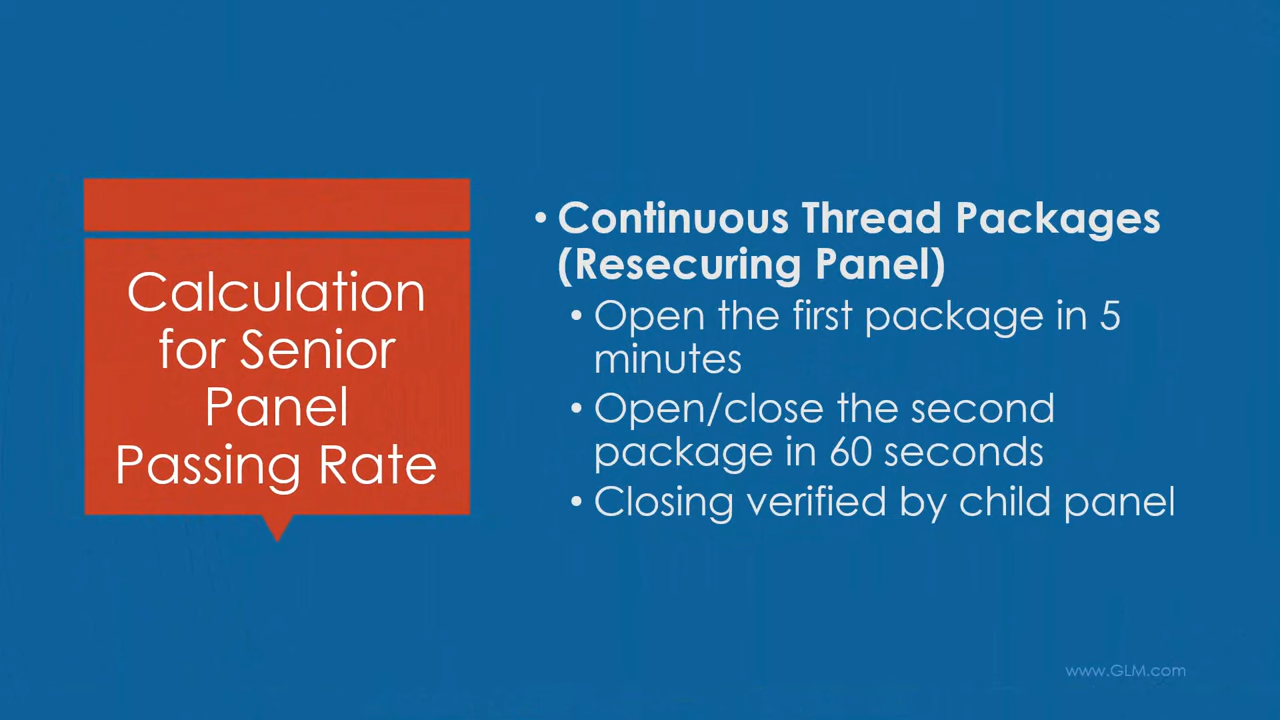 Calculation
for Senior
Panel
Passing Rate
• Continuous Thread Packages
(Resecuring Panel)
• Open the first package in 5
minutes
• Open/close the second
package in 60 seconds
• Closing verified by child panel
www.GLM.com